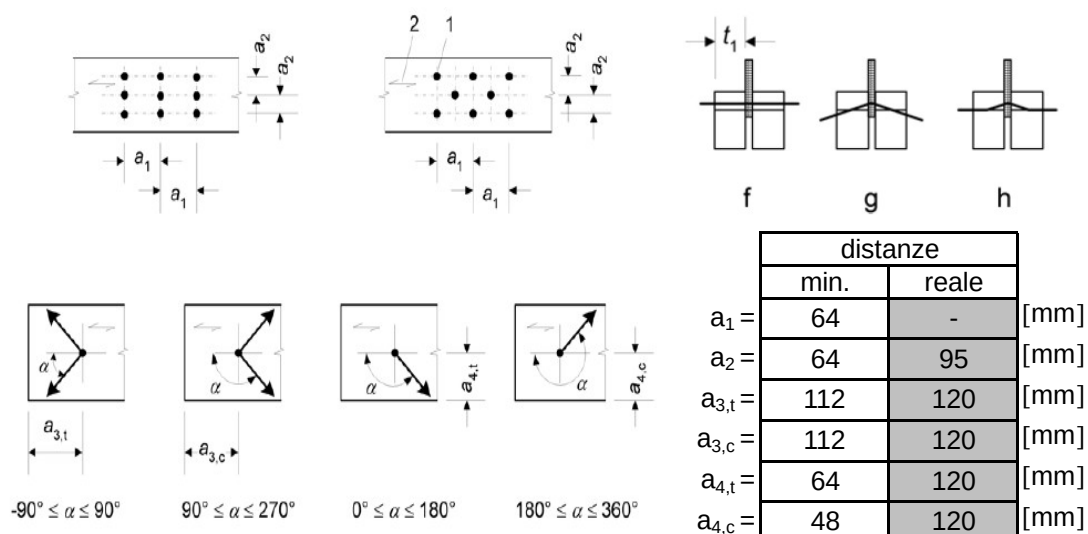 2 1
a₂
a₂
a₁
a₁
a₂
a₂
a₁
a₁
t₁
f g h
α
a₃,t
-90° ≤ α ≤ 90°
α
a₃,c
90° ≤ α ≤ 270°
α
a₄,t
0° ≤ α ≤ 180°
α
a₄,c
180° ≤ α ≤ 360°
distanze
min. reale
a₁ = 64 - [mm]
a₂ = 64 95 [mm]
a₃,t = 112 120 [mm]
a₃,c = 112 120 [mm]
a₄,t = 64 120 [mm]
a₄,c = 48 120 [mm]